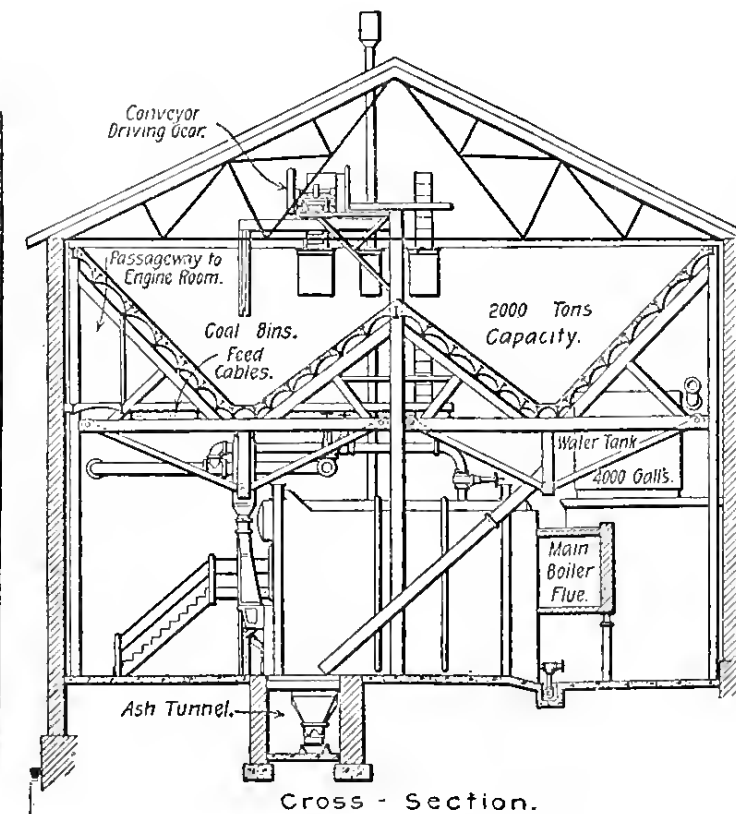 Conveyor
Driving Gear.
Passageway to
Engine Room.
Coal Bins.
Feed
Cables.
2000 Tons
Capacity.
Water Tank
4000 Gall's.
Main
Boiler
Flue.
Ash Tunnel.
Cross - Section.